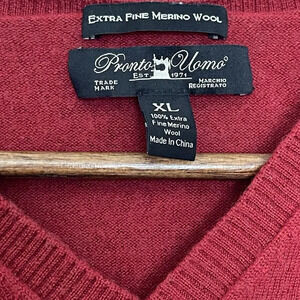 EXTRA FINE MERINO WOOL
Pronto Uomo
EST. 1971
TRADE MARK
MARCHIO REGISTRATO
XL
100% Extra
Fine Merino
Wool
Made In China